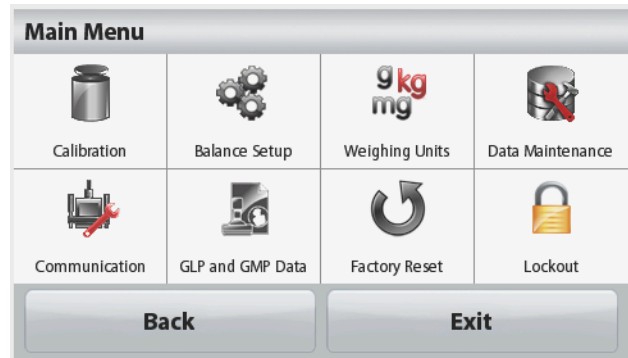 Main Menu
g kg
mg
Calibration
Balance Setup
Weighing Units
Data Maintenance
Communication
GLP and GMP Data
Factory Reset
Lockout
Back
Exit